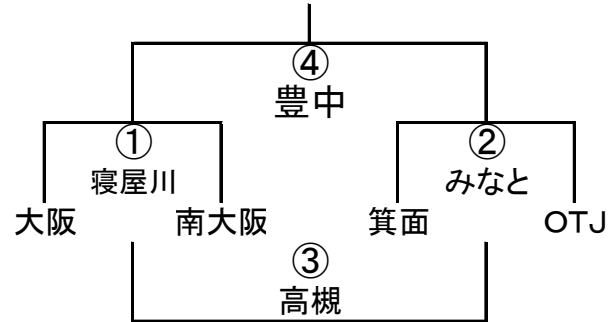 ④
豊中
①
②
寝屋川
みなと
大阪
南大阪
箕面
OTJ
③
高槻